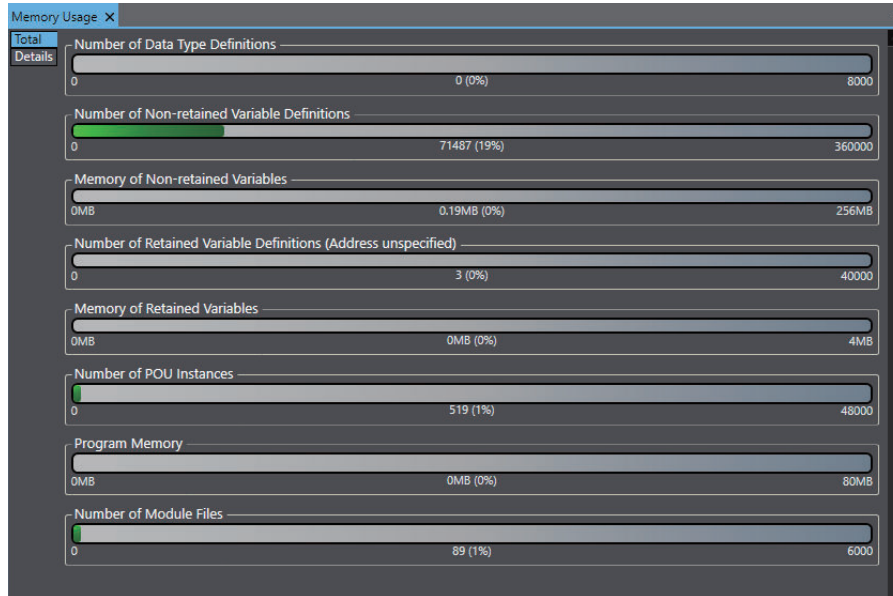 Memory Usage
Total
Details
Number of Data Type Definitions
0 0 (0%) 8000
Number of Non-retained Variable Definitions
0 71487 (19%) 360000
Memory of Non-retained Variables
0MB 0.19MB (0%) 256MB
Number of Retained Variable Definitions (Address unspecified)
0 3 (0%) 40000
Memory of Retained Variables
0MB 0MB (0%) 4MB
Number of POU Instances
0 519 (1%) 48000
Program Memory
0MB 0MB (0%) 80MB
Number of Module Files
0 89 (1%) 6000